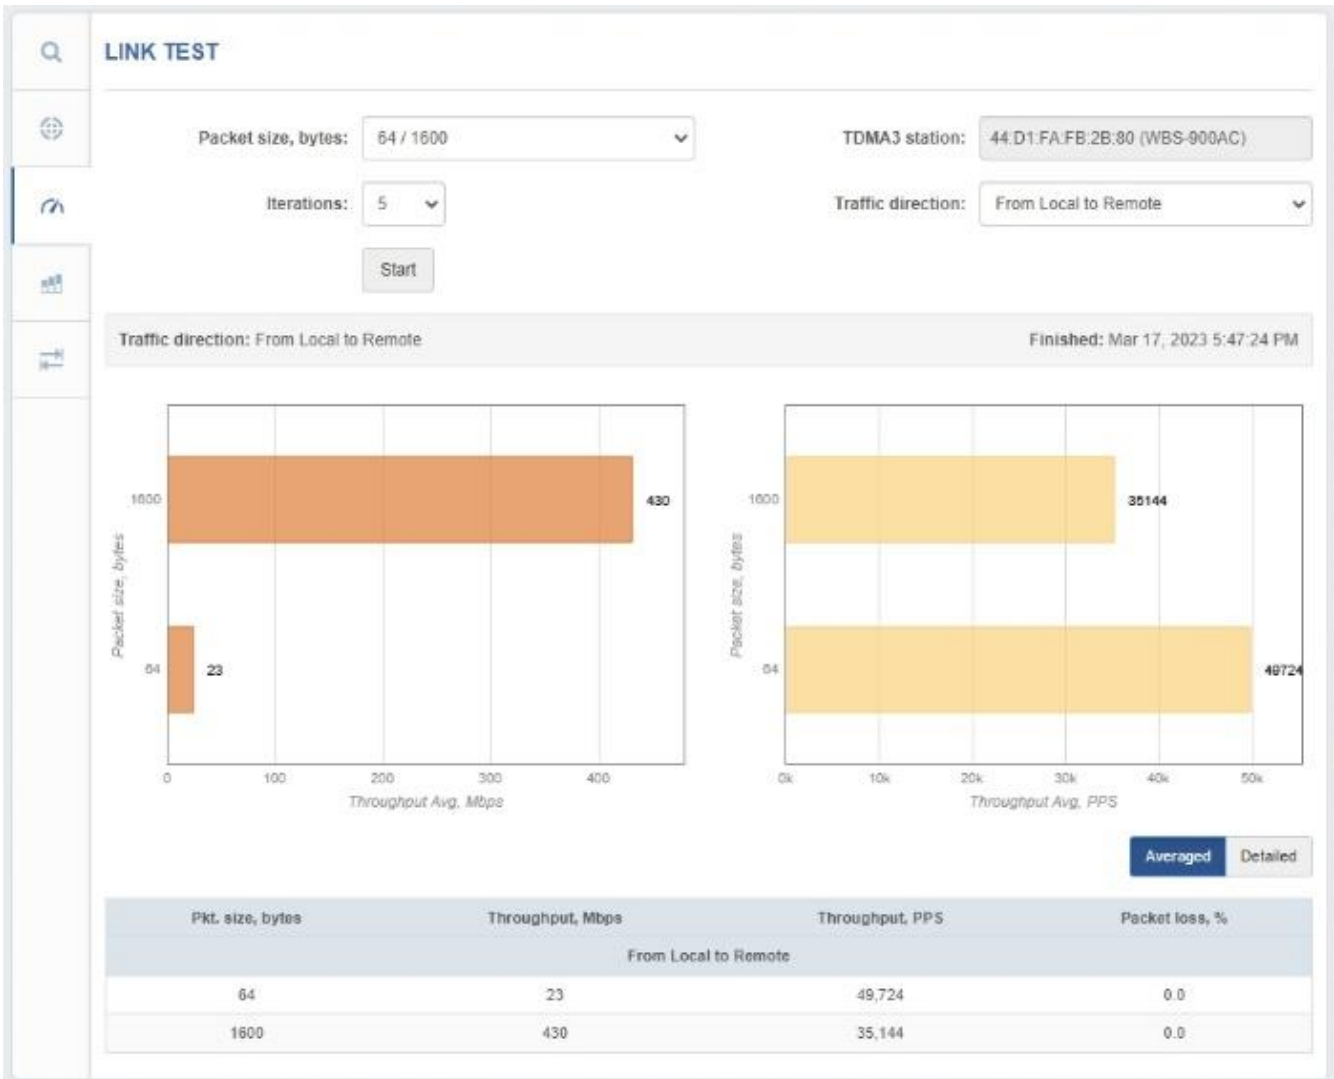 LINK TEST
Packet size, bytes: 64 / 1600 TDMA3 station: 44:D1:FA:FB:2B:80 (WBS-900AC)
Iterations: 5 Traffic direction: From Local to Remote
Start
Traffic direction: From Local to Remote Finished: Mar 17, 2023 5:47:24 PM
Packet size, bytes
1600
430
64
23
0 100 200 300 400
Throughput Avg, Mbps
Packet size, bytes
1600
35144
64
49724
0k 10k 20k 30k 40k 50k
Throughput Avg, PPS
Averaged Detailed
Pkt. size, bytes Throughput, Mbps Throughput, PPS Packet loss, %
From Local to Remote
64 23 49,724 0.0
1600 430 35,144 0.0